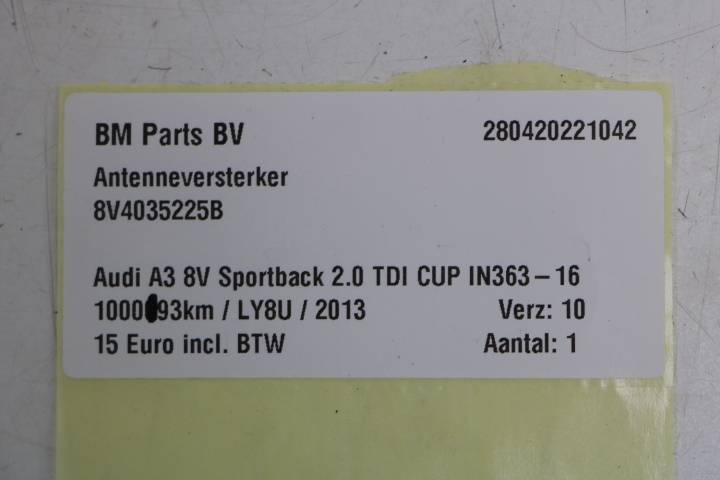 BM Parts BV 280420221042
Antenneversterker
8V4035225B
Audi A3 8V Sportback 2.0 TDI CUP IN363-16
/ LY8U / 2013 Verz: 10
15 Euro incl. BTW Aantal: 1